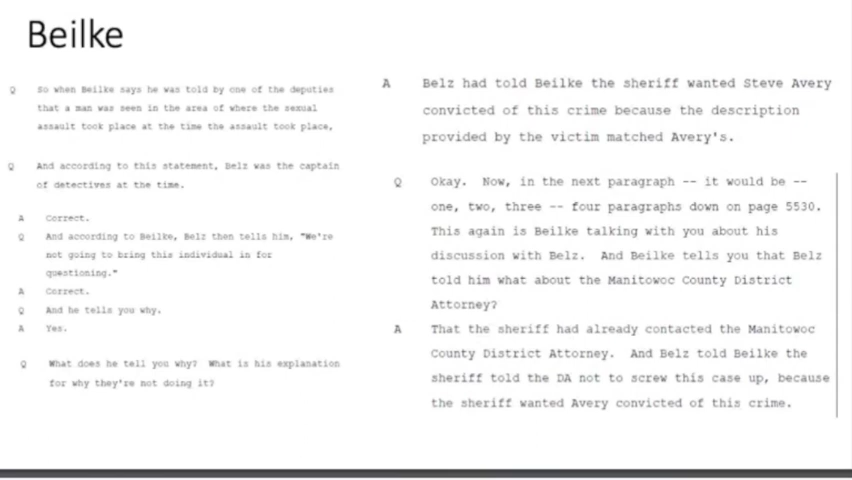 Beilke
Q So when Beilke says he was told by one of the deputies
that a man was seen in the area of where the sexual
assault took place at the time the assault took place,
Q And according to this statement, Belz was the captain
of detectives at the time.
A Correct.
Q And according to Beilke, Belz then tells him, "We're
not going to bring this individual in for
questioning."
A Correct.
Q And he tells you why.
A Yes.
Q What does he tell you why? What is his explanation
for why they're not doing it?
A Belz had told Beilke the sheriff wanted Steve Avery
convicted of this crime because the description
provided by the victim matched Avery's.
Q Okay. Now, in the next paragraph -- it would be --
one, two, three -- four paragraphs down on page 5530.
This again is Beilke talking with you about his
discussion with Belz. And Beilke tells you that Belz
told him what about the Manitowoc County District
Attorney?
A That the sheriff had already contacted the Manitowoc
County District Attorney. And Belz told Beilke the
sheriff told the DA not to screw this case up, because
the sheriff wanted Avery convicted of this crime.